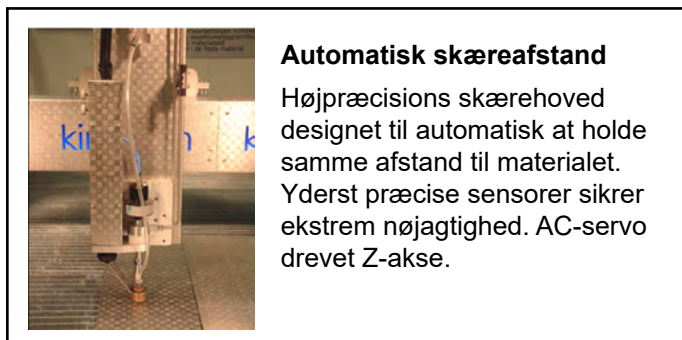 Automatisk skæreafstand
Højpræcisions skærehoved
designet til automatisk at holde
samme afstand til materialet.
Yderst præcise sensorer sikrer
ekstrem nøjagtighed. AC-servo
drevet Z-akse.